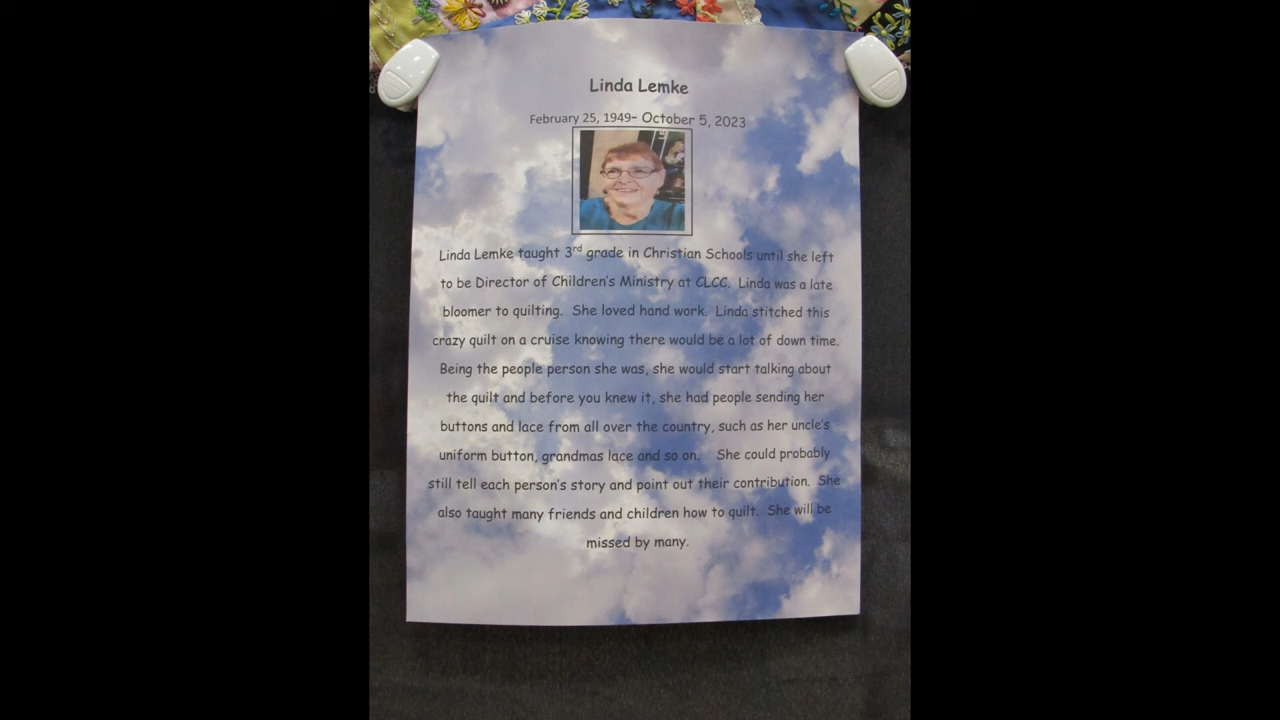 Linda Lemke
February 25, 1949– October 5, 2023
Linda Lemke taught 3rd grade in Christian Schools until she left
to be Director of Children's Ministry at CLCC.  Linda was a late
bloomer to quilting.  She loved hand work.  Linda stitched this
crazy quilt on a cruise knowing there would be a lot of down time.
Being the people person she was, she would start talking about
the quilt and before you knew it, she had people sending her
buttons and lace from all over the country, such as her uncle's
uniform button, grandmas lace and so on.    She could probably
still tell each person's story and point out their contribution.  She
also taught many friends and children how to quilt.  She will be
missed by many.